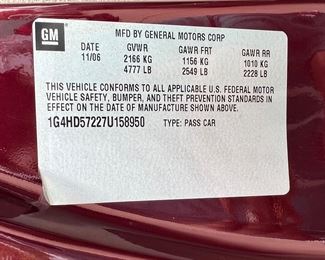 GM
MFD BY GENERAL MOTORS CORP
DATE GVWR GAWR FRT GAWR RR
11/06 2166 KG 1156 KG 1010 KG
4777 LB 2549 LB 2228 LB
THIS VEHICLE CONFORMS TO ALL APPLICABLE U.S. FEDERAL MOTOR
VEHICLE SAFETY, BUMPER, AND THEFT PREVENTION STANDARDS IN
EFFECT ON THE DATE OF MANUFACTURE SHOWN ABOVE.
1G4HD57227U158950 TYPE: PASS CAR